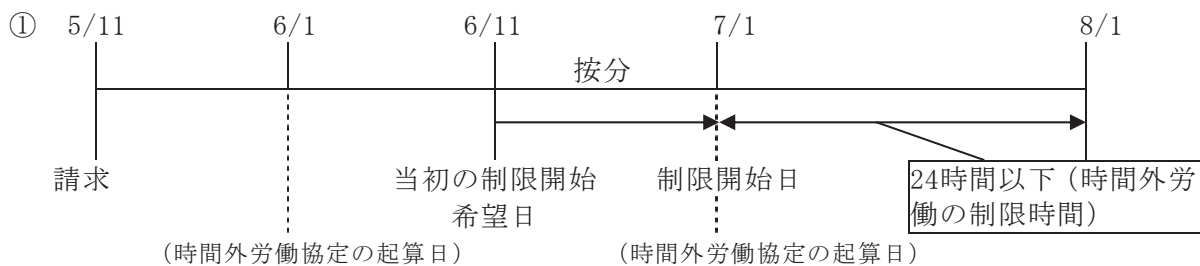 ① 5/11 6/1 6/11 7/1 8/1
按分
請求 当初の制限開始 制限開始日 24時間以下（時間外労
希望日 働の制限時間）
（時間外労働協定の起算日） （時間外労働協定の起算日）